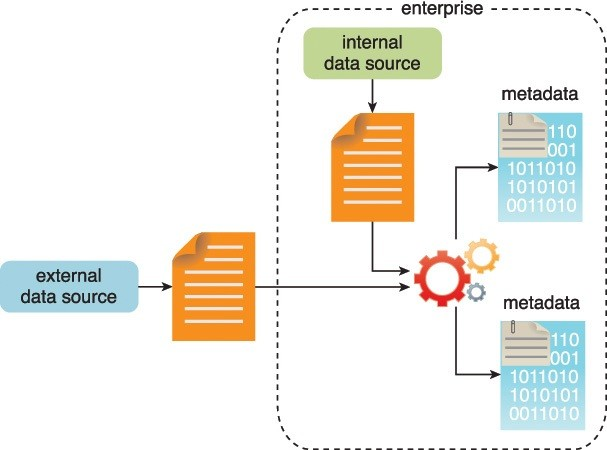 enterprise
internal
data source
metadata
110
001
1011010
1010101
0011010
external
data source
metadata
110
001
1011010
1010101
0011010